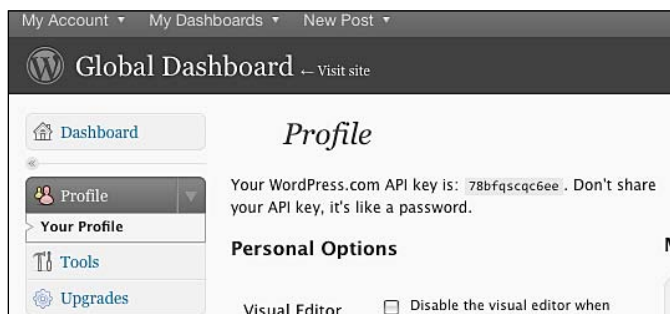 My Account ▾ My Dashboards ▾ New Post ▾
Global Dashboard ← Visit site
Dashboard
Profile
Profile
Your WordPress.com API key is: 78bfqscqc6ee. Don't share
your API key, it's like a password.
Your Profile
Personal Options
Tools
Upgrades
Visual Editor
Disable the visual editor when